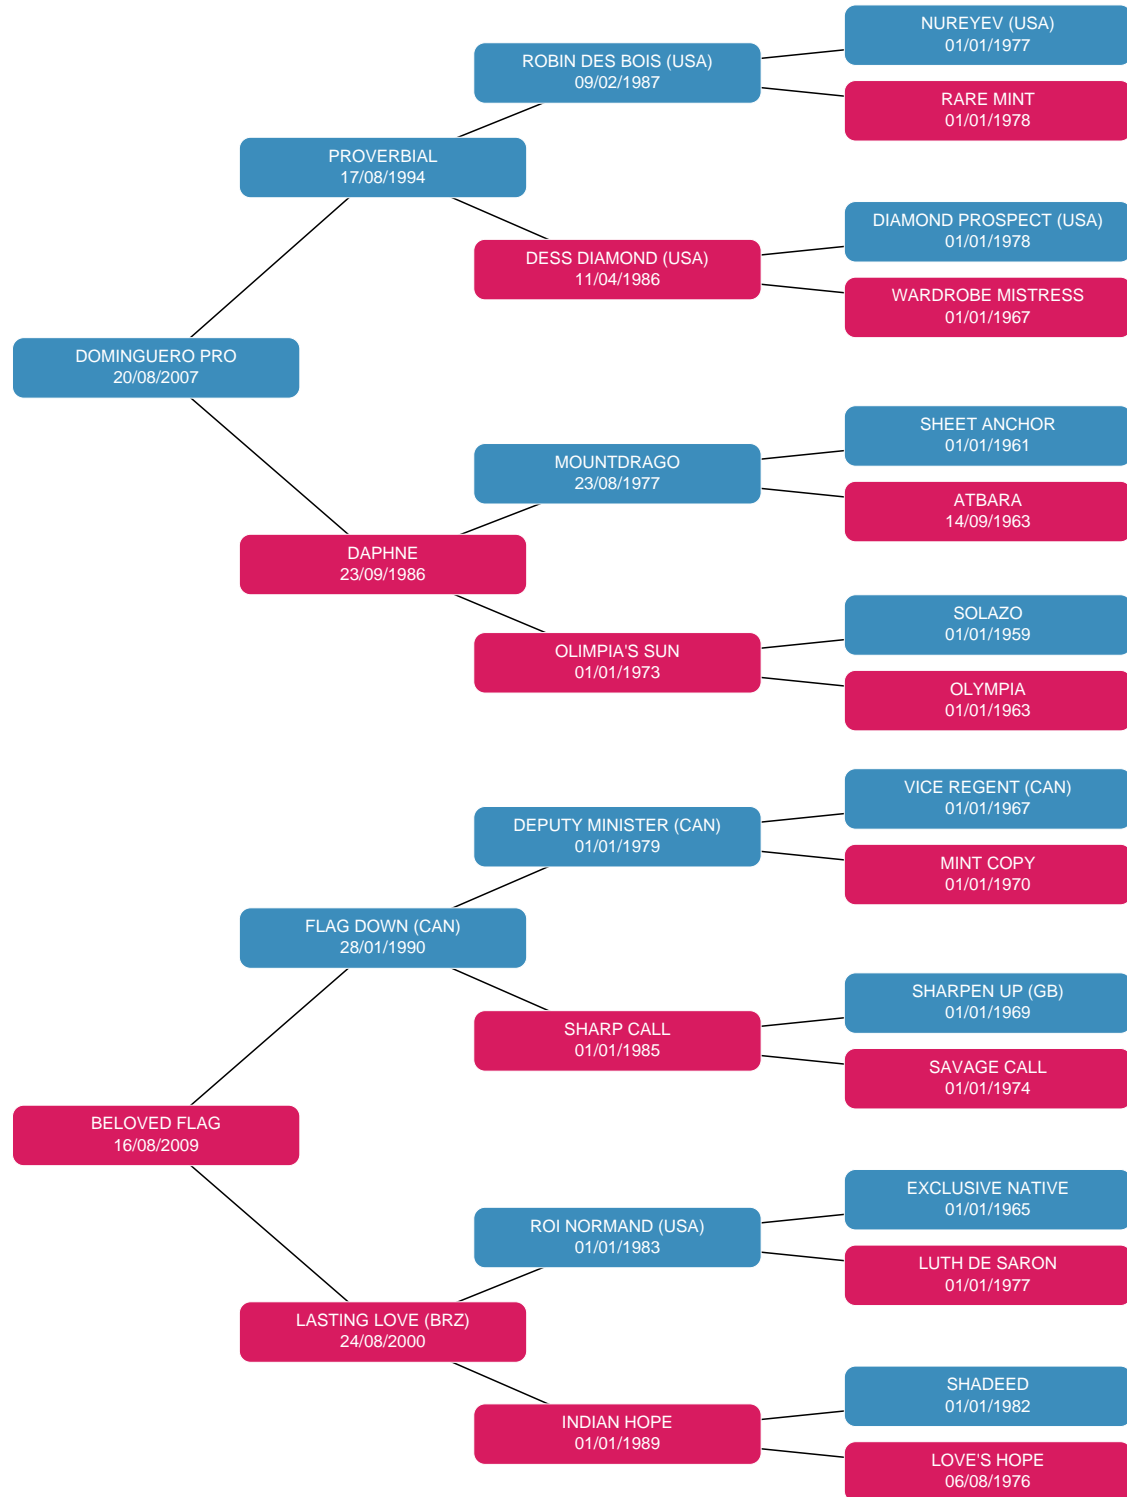 NUREYEV (USA)
01/01/1977
ROBIN DES BOIS (USA)
09/02/1987
RARE MINT
01/01/1978
PROVERBIAL
17/08/1994
DIAMOND PROSPECT (USA)
01/01/1978
DESS DIAMOND (USA)
11/04/1986
WARDROBE MISTRESS
01/01/1967
DOMINGUERO PRO
20/08/2007
SHEET ANCHOR
01/01/1961
MOUNTDRAGO
23/08/1977
ATBARA
14/09/1963
DAPHNE
23/09/1986
SOLAZO
01/01/1959
OLIMPIA'S SUN
01/01/1973
OLYMPIA
01/01/1963
VICE REGENT (CAN)
01/01/1967
DEPUTY MINISTER (CAN)
01/01/1979
MINT COPY
01/01/1970
FLAG DOWN (CAN)
28/01/1990
SHARPEN UP (GB)
01/01/1969
SHARP CALL
01/01/1985
SAVAGE CALL
01/01/1974
BELOVED FLAG
16/08/2009
EXCLUSIVE NATIVE
01/01/1965
ROI NORMAND (USA)
01/01/1983
LUTH DE SARON
01/01/1977
LASTING LOVE (BRZ)
24/08/2000
SHADEED
01/01/1982
INDIAN HOPE
01/01/1989
LOVE'S HOPE
06/08/1976